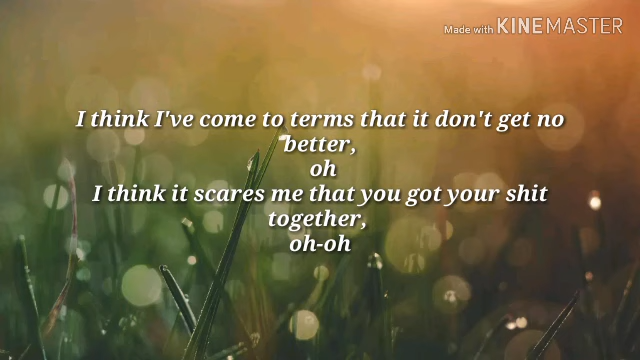 Made with KINEMASTER
I think I've come to terms that it don't get no
better,
oh
I think it scares me that you got your shit
together,
oh-oh